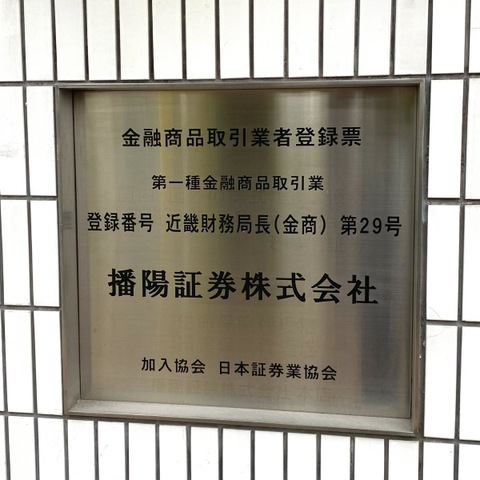 金融商品取引業者登録票
第一種金融商品取引業
登録番号 近畿財務局長(金商) 第29号
播陽証券株式会社
加入協会 日本証券業協会